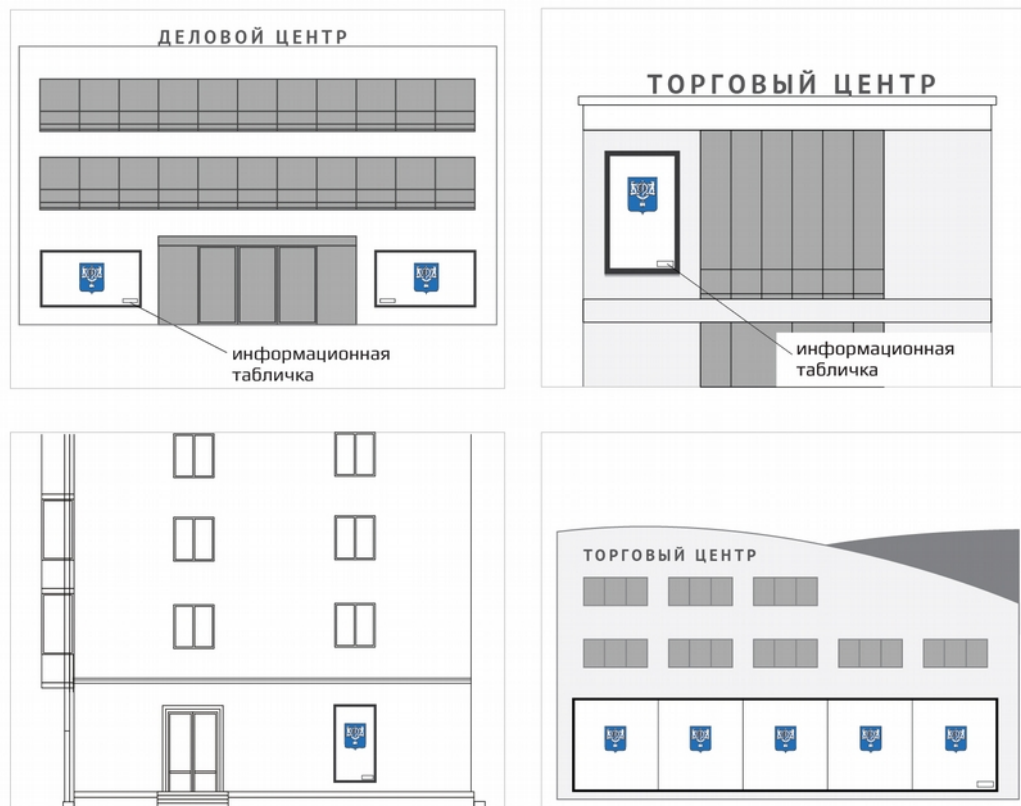 ДЕЛОВОЙ ЦЕНТР
информационная
табличка
ТОРГОВЫЙ ЦЕНТР
информационная
табличка
ТОРГОВЫЙ ЦЕНТР